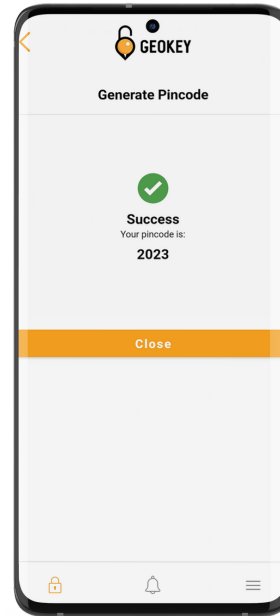 GEOKEY
Generate Pincode
Success
Your pincode is:
2023
Close